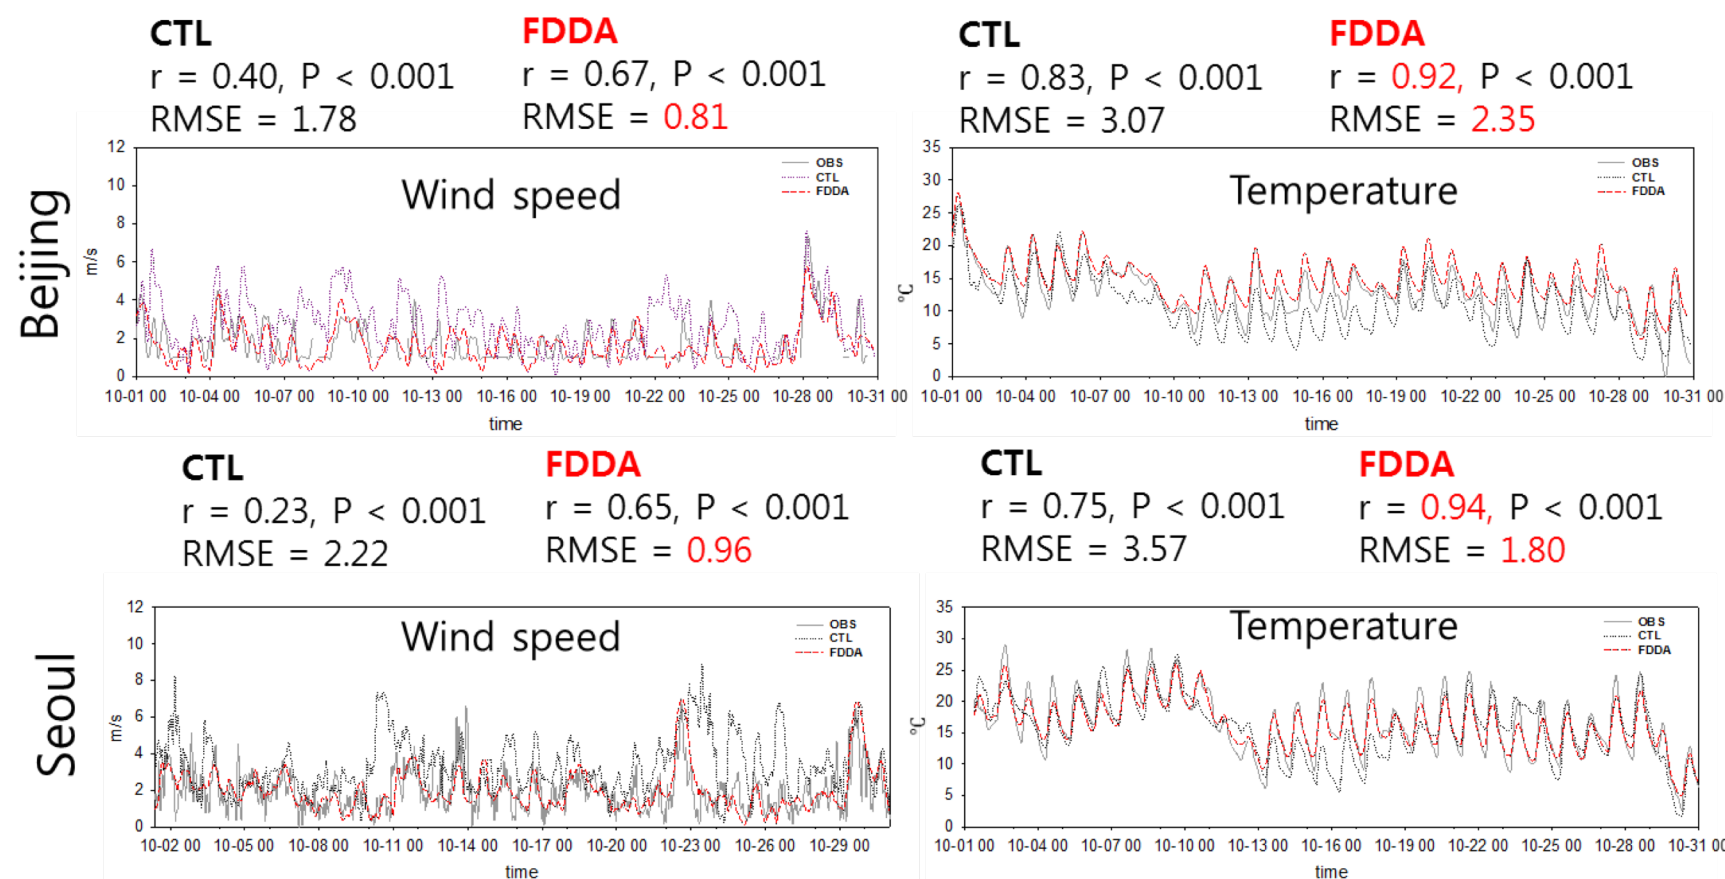 CTL
r = 0.40, P < 0.001
RMSE = 1.78
FDDA
r = 0.67, P < 0.001
RMSE = 0.81
CTL
r = 0.83, P < 0.001
RMSE = 3.07
FDDA
r = 0.92, P < 0.001
RMSE = 2.35
Beijing
Wind speed
OBS
CTL
FDDA
m/s
12
10
8
6
4
2
0
10-01 00 10-04 00 10-07 00 10-10 00 10-13 00 10-16 00 10-19 00 10-22 00 10-25 00 10-28 00 10-31 00
time
Temperature
OBS
CTL
FDDA
°C
35
30
25
20
15
10
5
0
10-01 00 10-04 00 10-07 00 10-10 00 10-13 00 10-16 00 10-19 00 10-22 00 10-25 00 10-28 00 10-31 00
time
CTL
r = 0.23, P < 0.001
RMSE = 2.22
FDDA
r = 0.65, P < 0.001
RMSE = 0.96
CTL
r = 0.75, P < 0.001
RMSE = 3.57
FDDA
r = 0.94, P < 0.001
RMSE = 1.80
Seoul
Wind speed
OBS
CTL
FDDA
m/s
12
10
8
6
4
2
0
10-02 00 10-05 00 10-08 00 10-11 00 10-14 00 10-17 00 10-20 00 10-23 00 10-26 00 10-29 00
time
Temperature
OBS
CTL
FDDA
°C
35
30
25
20
15
10
5
0
10-01 00 10-04 00 10-07 00 10-10 00 10-13 00 10-16 00 10-19 00 10-22 00 10-25 00 10-28 00 10-31 00
time